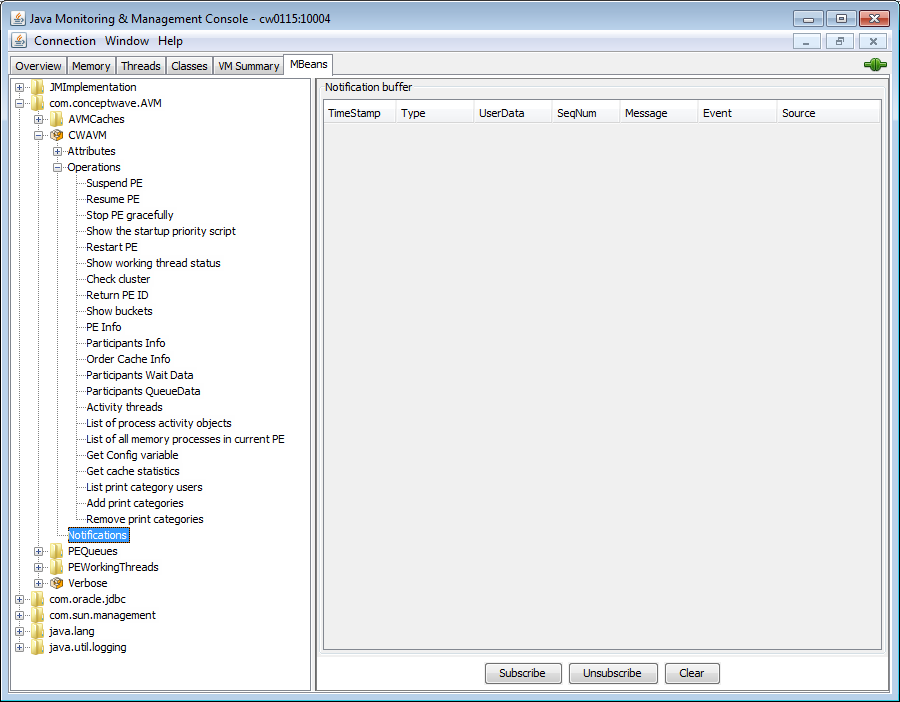 Java Monitoring & Management Console - cw0115:10004
Connection Window Help
Overview Memory Threads Classes VM Summary MBeans
JMImplementation
com.conceptwave.AVM
AVMCaches
CWAVM
Attributes
Operations
Suspend PE
Resume PE
Stop PE gracefully
Show the startup priority script
Restart PE
Show working thread status
Check cluster
Return PE ID
Show buckets
PE Info
Participants Info
Order Cache Info
Participants Wait Data
Participants QueueData
Activity threads
List of process activity objects
List of all memory processes in current PE
Get Config variable
Get cache statistics
List print category users
Add print categories
Remove print categories
Notifications
PEQueues
PEWorkingThreads
Verbose
com.oracle.jdbc
com.sun.management
java.lang
java.util.logging
Notification buffer
TimeStamp Type UserData SeqNum Message Event Source
Subscribe Unsubscribe Clear